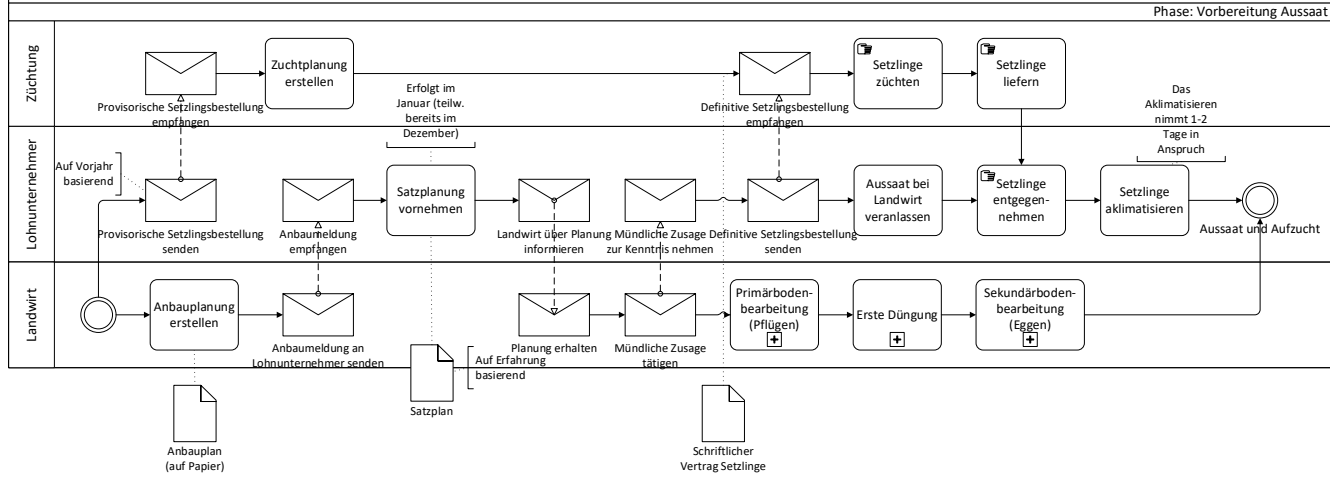 Phase: Vorbereitung Aussaat
Züchtung
Provisorische Setzlingsbestellung
empfangen
Zuchtplanung
erstellen
Erfolgt im
Januar (teilw.
bereits im
Dezember)
Definitive Setzlingsbestellung
empfangen
Setzlinge
züchten
Setzlinge
liefern
Das
Aklimatisieren
nimmt 1-2
Tage in
Anspruch
Lohnunternehmer
Auf Vorjahr
basierend
Provisorische Setzlingsbestellung
senden
Anbaumeldung
empfangen
Satzplanung
vornehmen
Landwirt über Planung
informieren
Mündliche Zusage
zur Kenntnis nehmen
Definitive Setzlingsbestellung
senden
Aussaat bei
Landwirt
veranlassen
Setzlinge
entgegen-
nehmen
Setzlinge
aklimatisieren
Aussaat und Aufzucht
Landwirt
Anbauplanung
erstellen
Anbaumeldung an
Lohnunternehmer senden
Planung erhalten
Mündliche Zusage
tätigen
Primärboden-
bearbeitung
(Pflügen)
Erste Düngung
Sekundärboden-
bearbeitung
(Eggen)
Auf Erfahrung
basierend
Satzplan
Anbauplan
(auf Papier)
Schriftlicher
Vertrag Setzlinge